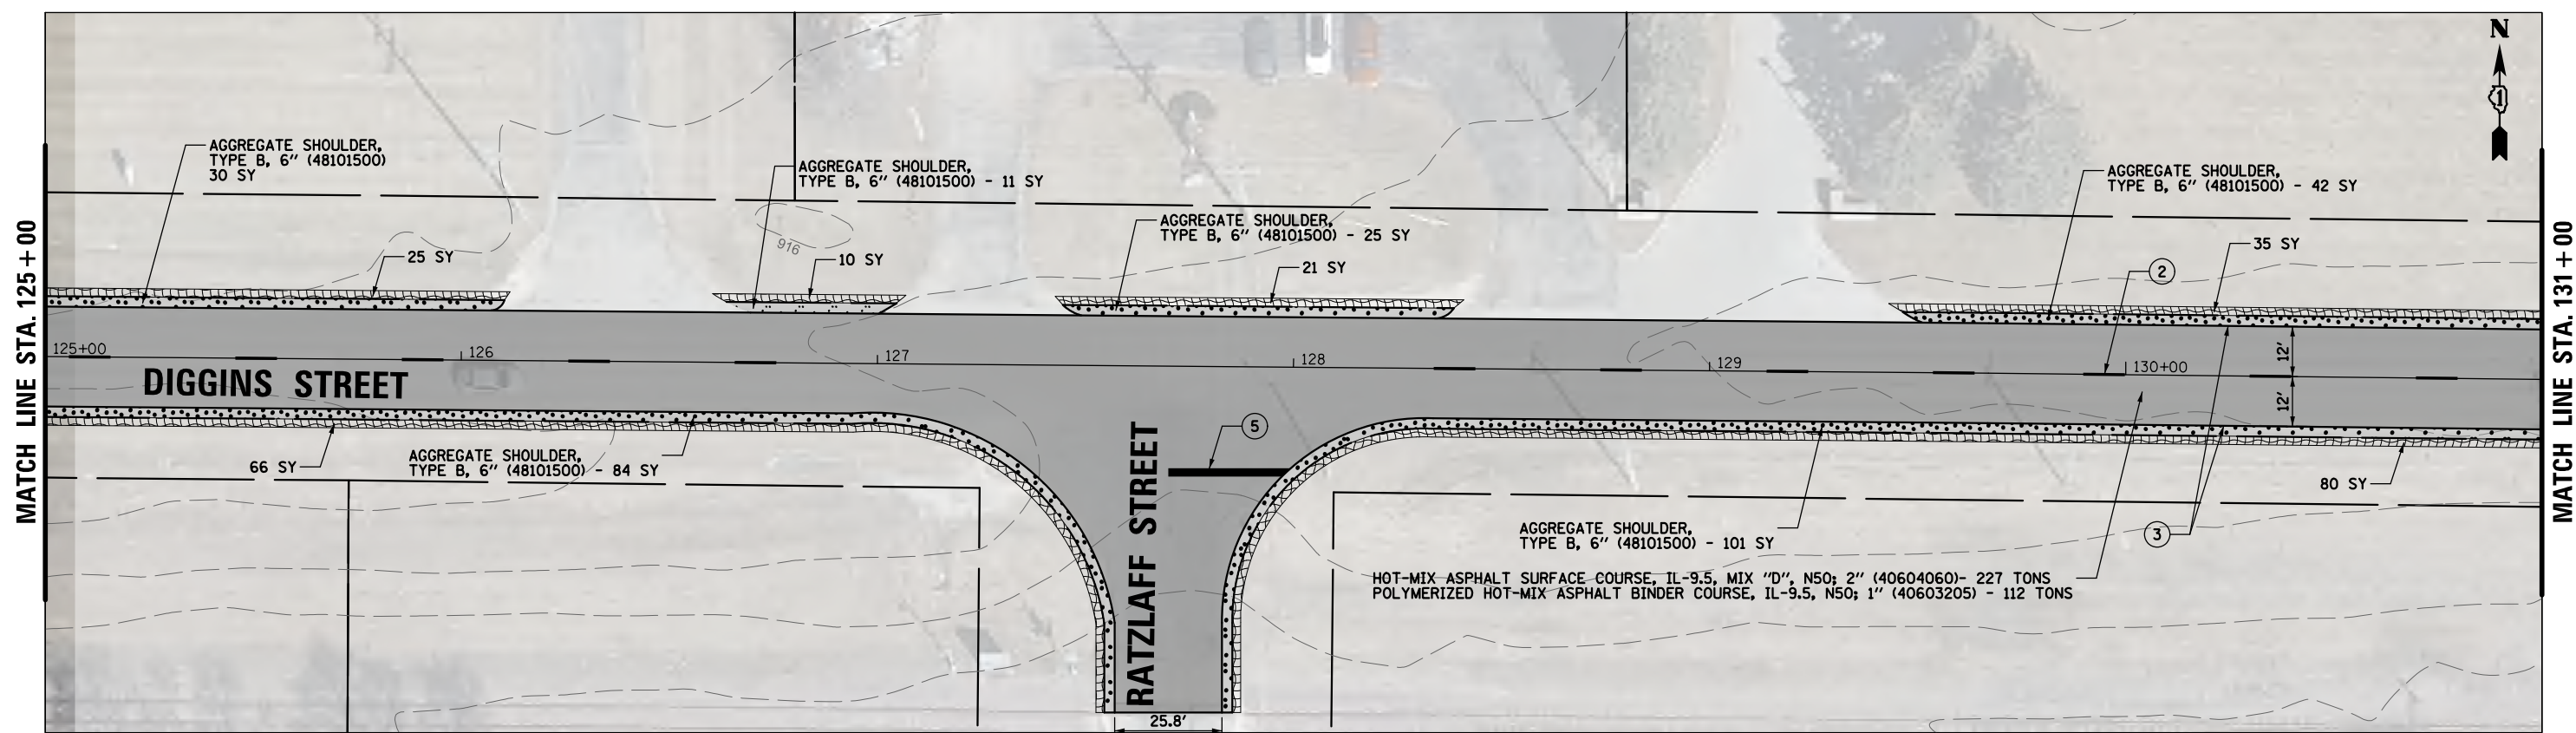 N
1
AGGREGATE SHOULDER,
TYPE B, 6" (48101500)
30 SY
AGGREGATE SHOULDER,
TYPE B, 6" (48101500) - 11 SY
AGGREGATE SHOULDER,
TYPE B, 6" (48101500) - 42 SY
AGGREGATE SHOULDER,
TYPE B, 6" (48101500) - 25 SY
916
25 SY
10 SY
21 SY
35 SY
2
MATCH LINE STA. 125+00
MATCH LINE STA. 131+00
125+00
126
127
128
129
130+00
12'
12'
DIGGINS STREET
RATZLAFF STREET
5
66 SY
AGGREGATE SHOULDER,
TYPE B, 6" (48101500) - 84 SY
80 SY
AGGREGATE SHOULDER,
TYPE B, 6" (48101500) - 101 SY
3
HOT-MIX ASPHALT SURFACE COURSE, IL-9.5, MIX "D", N50; 2" (40604060)- 227 TONS
POLYMERIZED HOT-MIX ASPHALT BINDER COURSE, IL-9.5, N50; 1" (40603205) - 112 TONS
25.8'